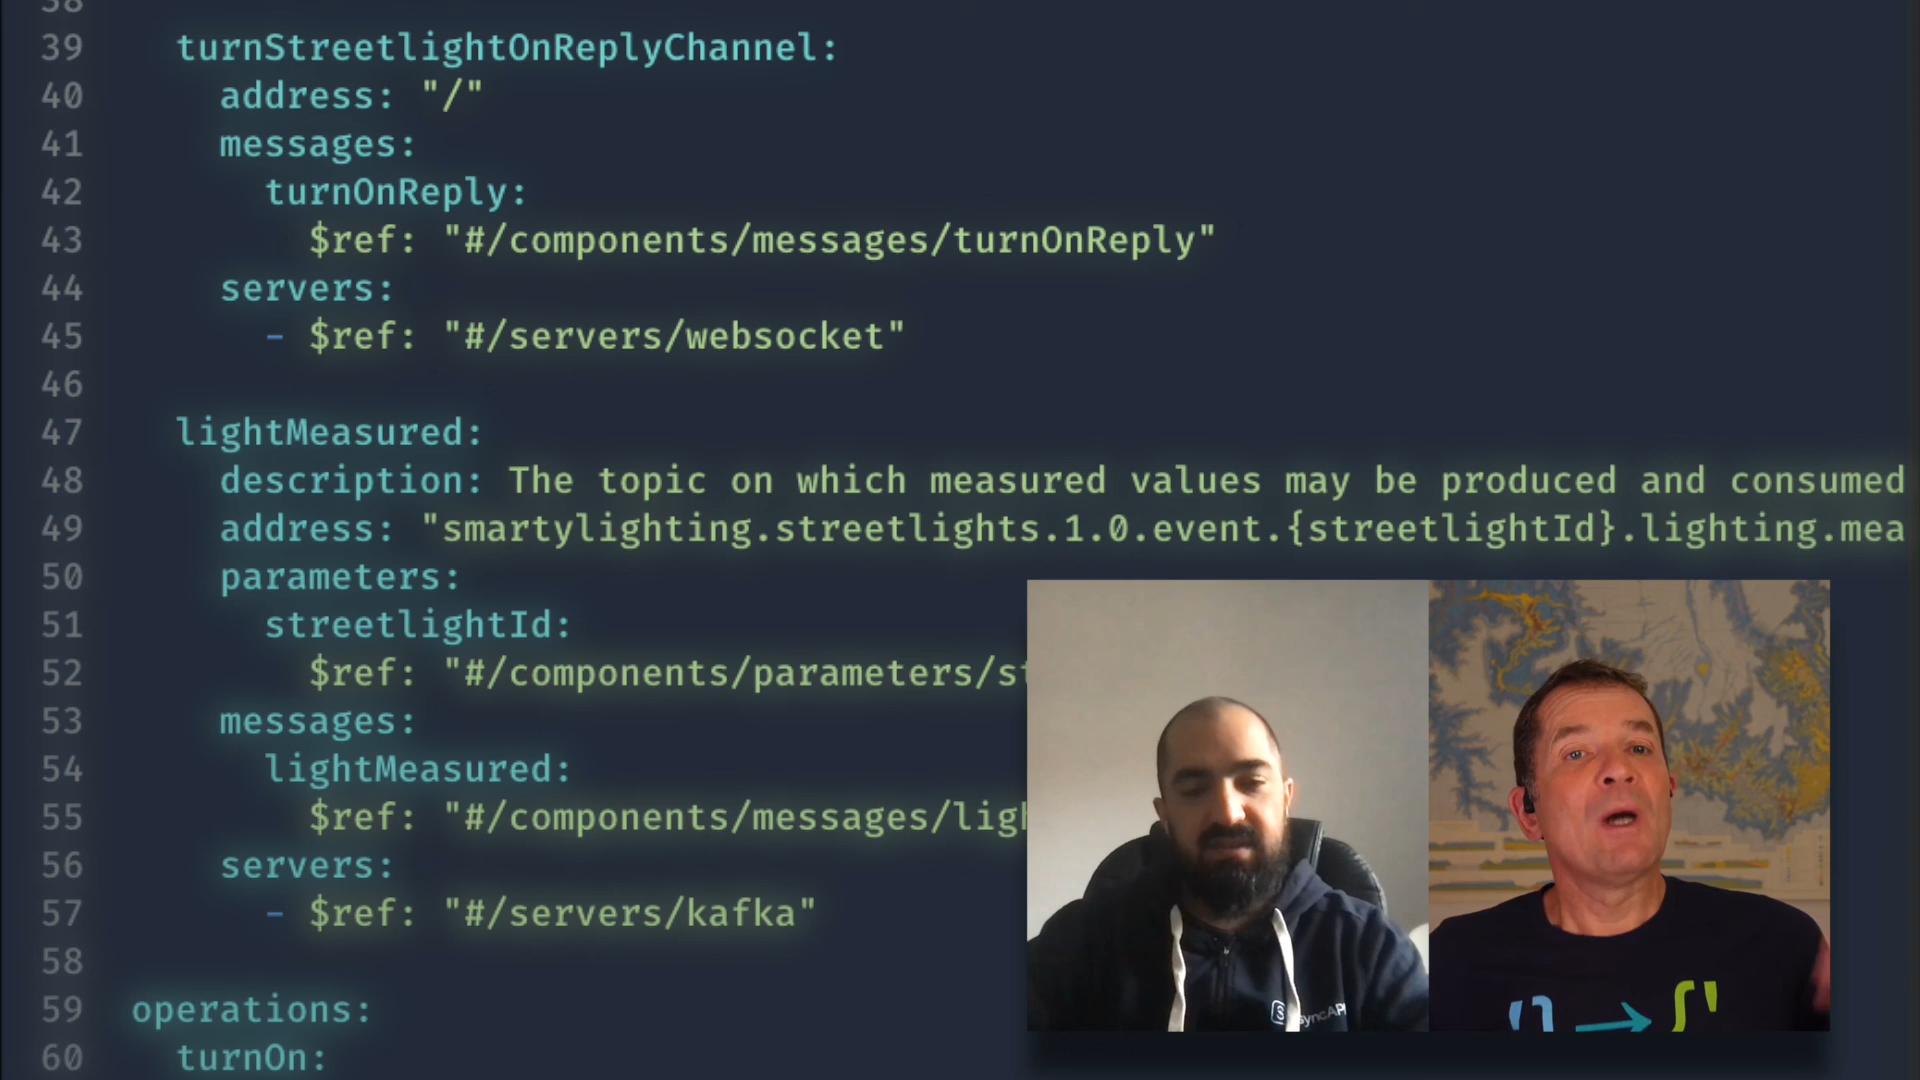 38
39 turnStreetlightOnReplyChannel:
40 address: "/"
41 messages:
42 turnOnReply:
43 $ref: "#/components/messages/turnOnReply"
44 servers:
45 - $ref: "#/servers/websocket"
46
47 lightMeasured:
48 description: The topic on which measured values may be produced and consumed
49 address: "smartylighting.streetlights.1.0.event.{streetlightId}.lighting.mea
50 parameters:
51 streetlightId:
52 $ref: "#/components/parameters/st
53 messages:
54 lightMeasured:
55 $ref: "#/components/messages/ligh
56 servers:
57 - $ref: "#/servers/kafka"
58
59 operations:
60 turnOn:
syncAPI